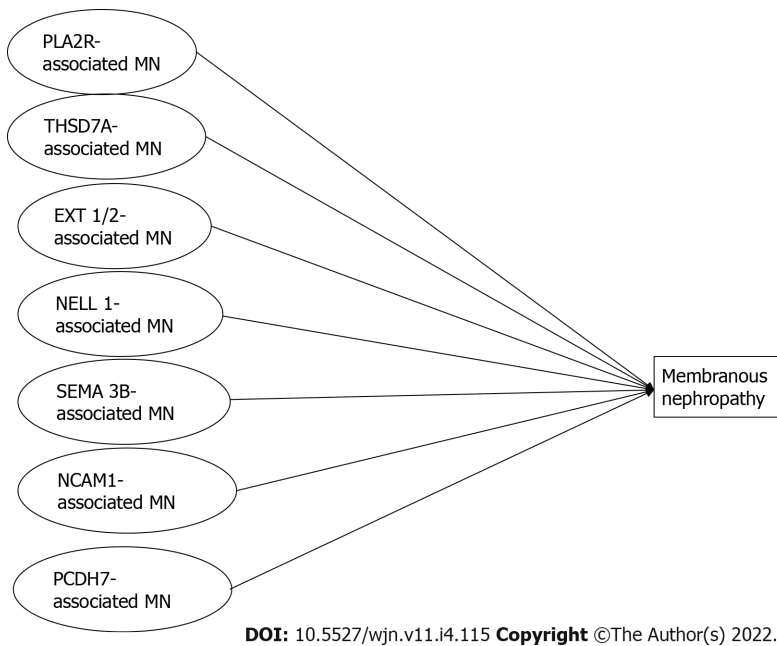 PLA2R-
associated MN
THSD7A-
associated MN
EXT 1/2-
associated MN
NELL 1-
associated MN
SEMA 3B-
associated MN
NCAM1-
associated MN
PCDH7-
associated MN
Membranous
nephropathy
DOI: 10.5527/wjn.v11.i4.115 Copyright ©The Author(s) 2022.